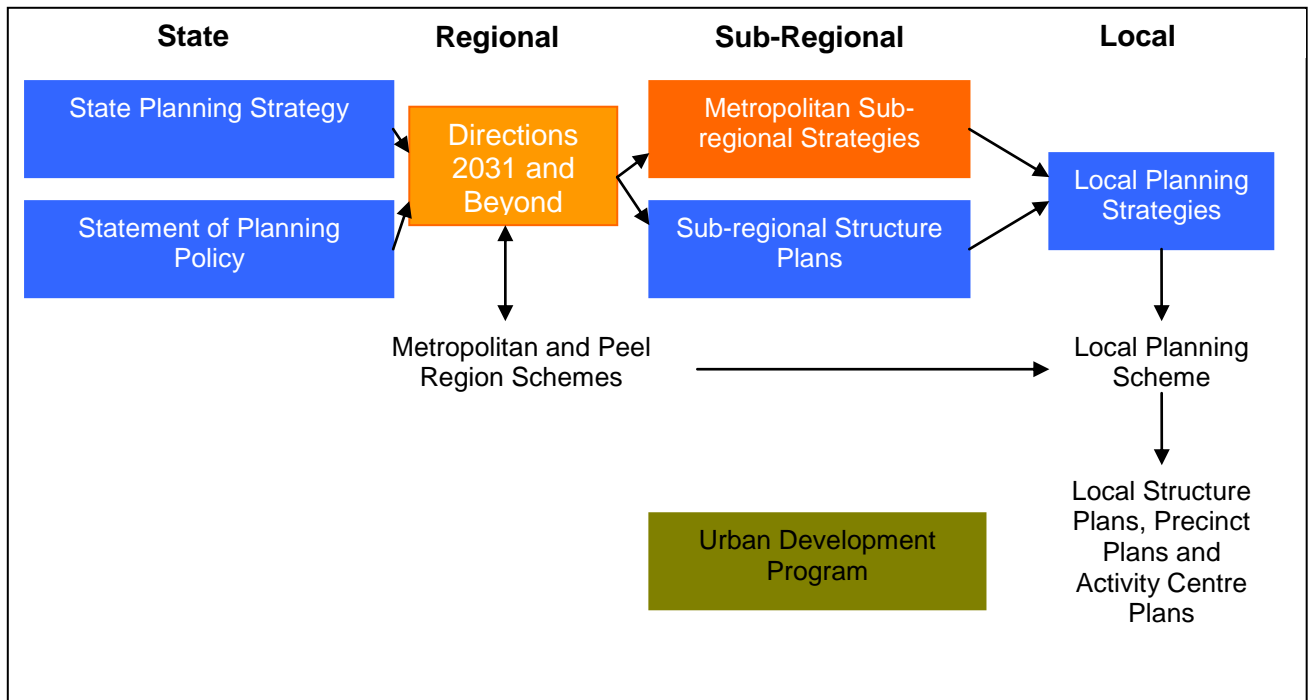 State
Regional
Sub-Regional
Local
State Planning Strategy
Statement of Planning
Policy
Directions
2031 and
Beyond
Metropolitan and Peel
Region Schemes
Metropolitan Sub-
regional Strategies
Sub-regional Structure
Plans
Urban Development
Program
Local Planning
Strategies
Local Planning
Scheme
Local Structure
Plans, Precinct
Plans and
Activity Centre
Plans